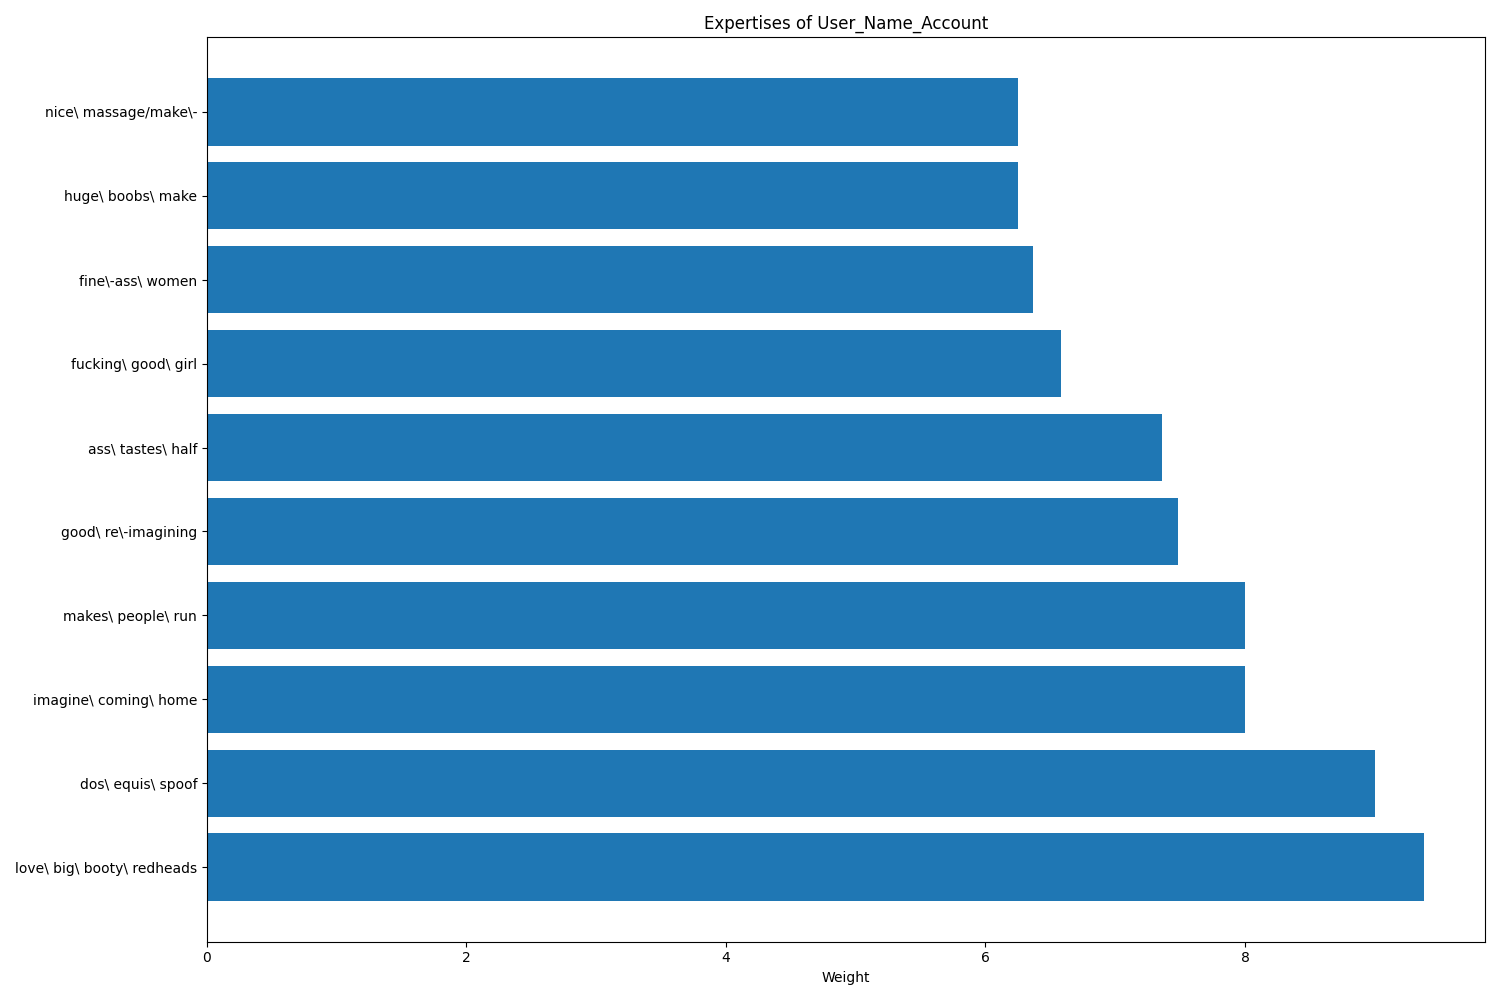 Expertises of User_Name_Account
nice\ massage/make\-
huge\ boobs\ make
fine\-ass\ women
fucking\ good\ girl
ass\ tastes\ half
good\ re\-imagining
makes\ people\ run
imagine\ coming\ home
dos\ equis\ spoof
love\ big\ booty\ redheads
0 2 4 6 8
Weight